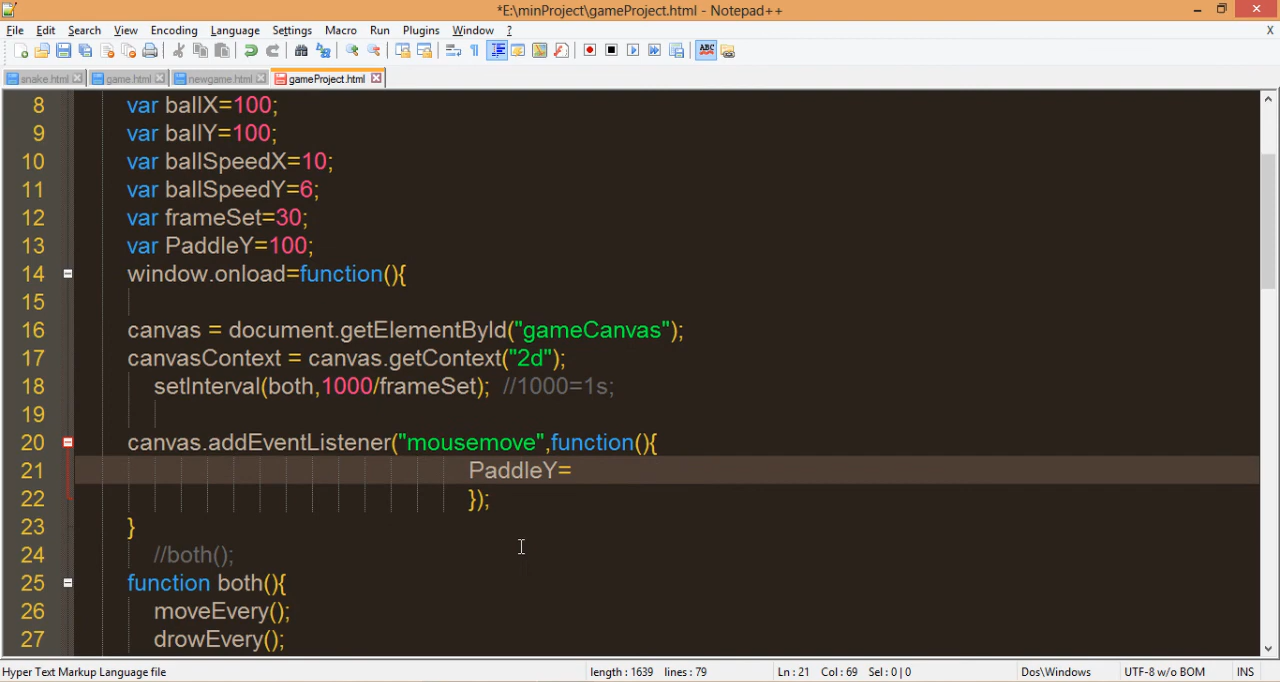 *E:\minProject\gameProject.html - Notepad++
File Edit Search View Encoding Language Settings Macro Run Plugins Window ? X
snake.html game.html newgame.html gameProject.html
8 var ballX=100;
9 var ballY=100;
10 var ballSpeedX=10;
11 var ballSpeedY=6;
12 var frameSet=30;
13 var PaddleY=100;
14 window.onload=function(){
15
16 canvas = document.getElementById("gameCanvas");
17 canvasContext = canvas.getContext("2d");
18 setInterval(both,1000/frameSet); //1000=1s;
19
20 canvas.addEventListener("mousemove",function(){
21 PaddleY=
22 });
23 }
24 //both();
25 function both(){
26 moveEvery();
27 drowEvery();
Hyper Text Markup Language file length : 1639 lines : 79 Ln : 21 Col : 69 Sel : 0 | 0 Dos\Windows UTF-8 w/o BOM INS